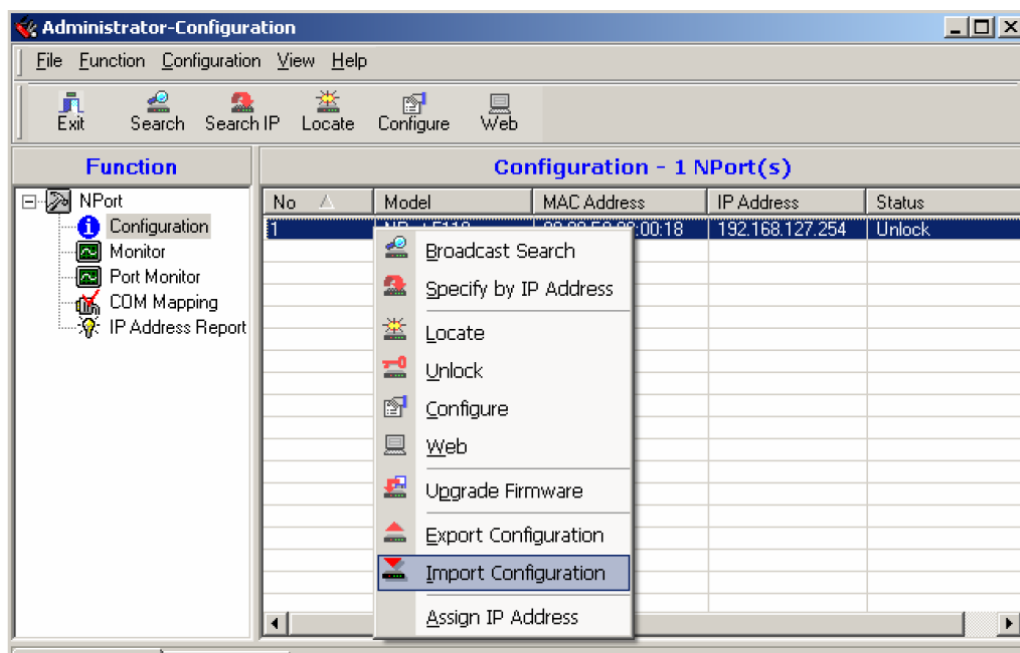 Administrator-Configuration
File Function Configuration View Help
Exit Search Search IP Locate Configure Web
Function
Configuration - 1 NPort(s)
NPort
Configuration
Monitor
Port Monitor
COM Mapping
IP Address Report
No Model MAC Address IP Address Status
1 00:18 192.168.127.254 Unlock
Broadcast Search
Specify by IP Address
Locate
Unlock
Configure
Web
Upgrade Firmware
Export Configuration
Import Configuration
Assign IP Address